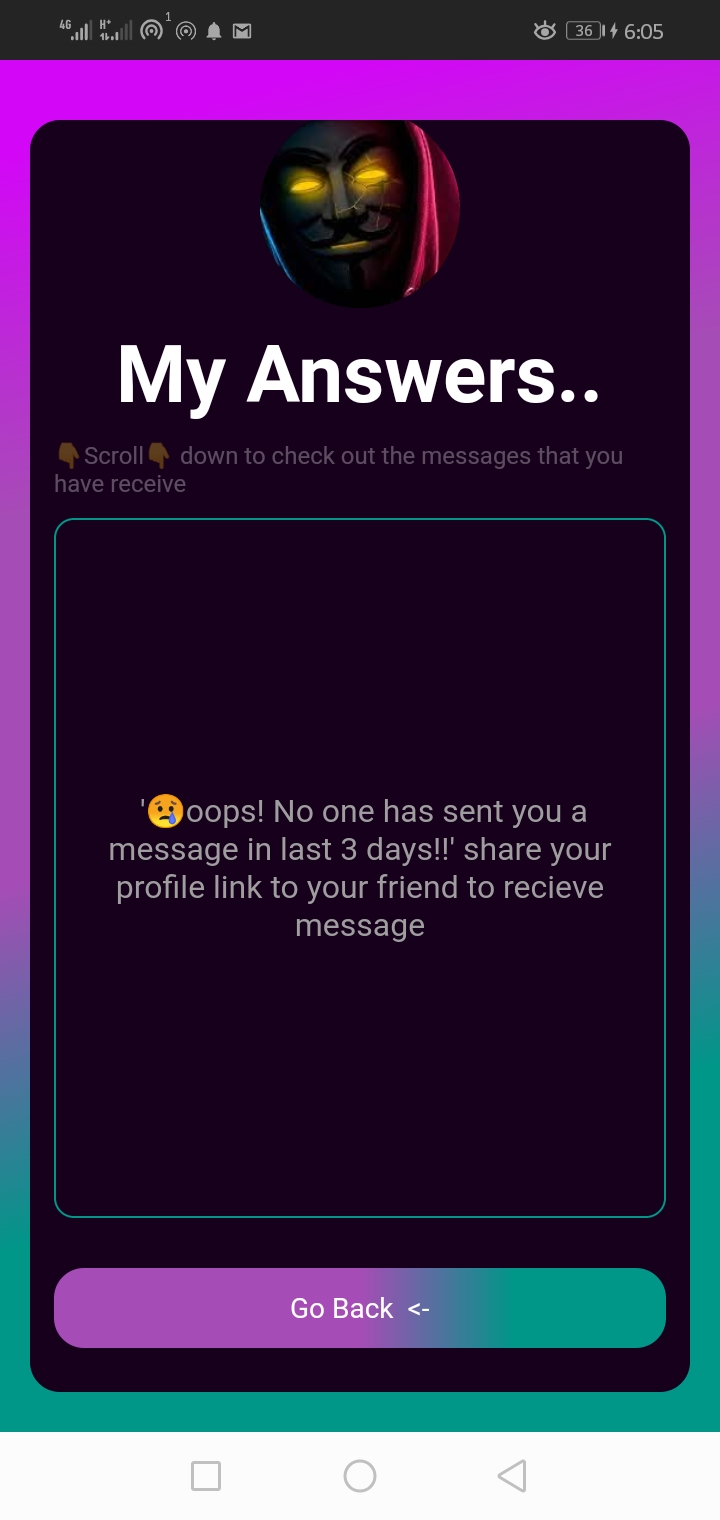 4G H+ 1 36 6:05
My Answers..
👇Scroll👇 down to check out the messages that you
have receive
'😢oops! No one has sent you a
message in last 3 days!!' share your
profile link to your friend to recieve
message
Go Back <-